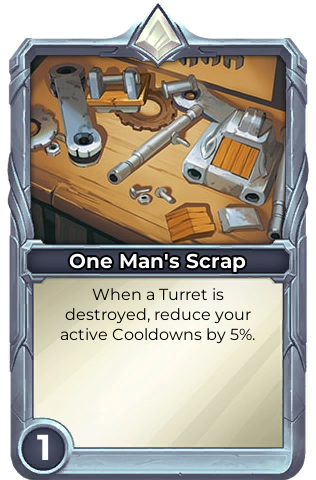 One Man's Scrap
When a Turret is
destroyed, reduce your
active Cooldowns by 5%.
1